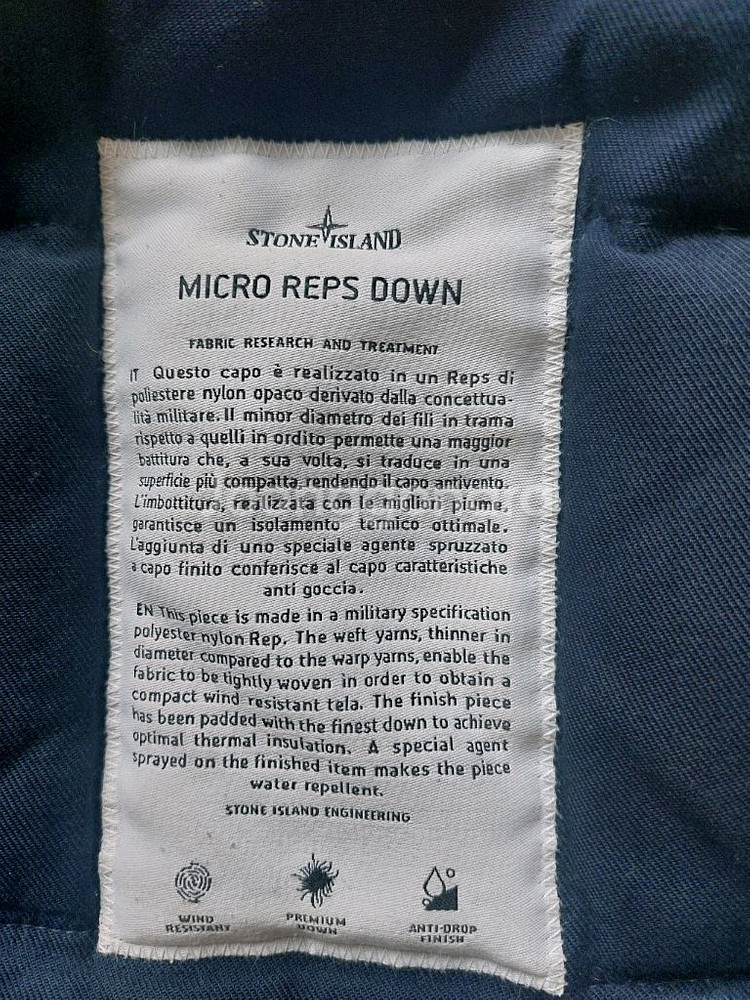 STONE ISLAND
MICRO REPS DOWN
FABRIC RESEARCH AND TREATMENT
IT Questo capo è realizzato in un Reps di
poliestere nylon opaco derivato dalla concettua-
lità militare. Il minor diametro dei fili in trama
rispetto a quelli in ordito permette una maggior
battitura che, a sua volta, si traduce in una
superficie più compatta, rendendo il capo antivento.
L'imbottitura, realizzata con le migliori piume,
garantisce un isolamento termico ottimale.
L'aggiunta di uno speciale agente spruzzato
a capo finito conferisce al capo caratteristiche
anti goccia.
EN This piece is made in a military specification
polyester nylon Rep. The weft yarns, thinner in
diameter compared to the warp yarns, enable the
fabric to be tightly woven in order to obtain a
compact wind resistant tela. The finish piece
has been padded with the finest down to achieve
optimal thermal insulation. A special agent
sprayed on the finished item makes the piece
water repellent.
STONE ISLAND ENGINEERING
WIND
RESISTANT
PREMIUM
DOWN
ANTI-DROP
FINISH